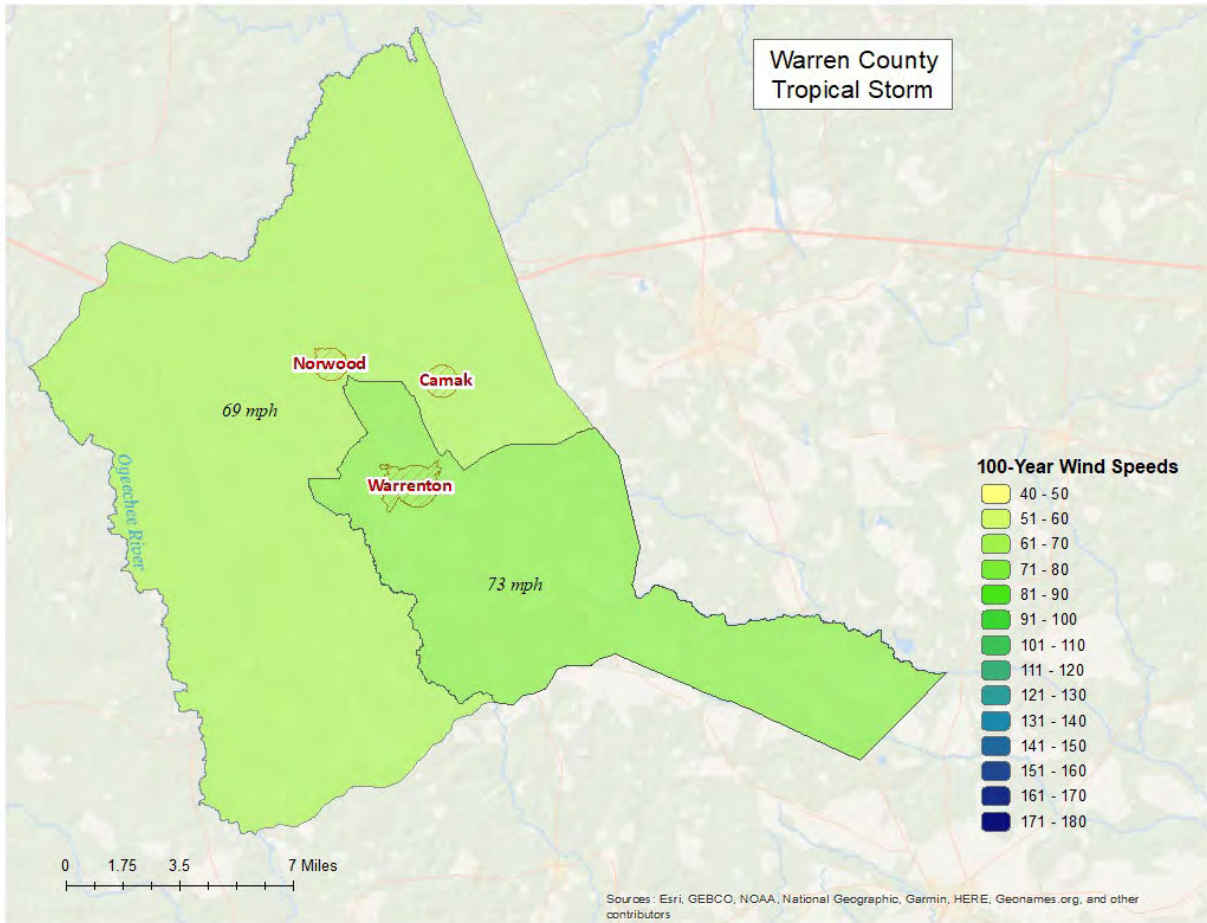 Warren County
Tropical Storm
Norwood
Camak
69 mph
Ogeechee River
Warrenton
73 mph
100-Year Wind Speeds
40 - 50
51 - 60
61 - 70
71 - 80
81 - 90
91 - 100
101 - 110
111 - 120
121 - 130
131 - 140
141 - 150
151 - 160
161 - 170
171 - 180
0 1.75 3.5 7 Miles
Sources: Esri, GEBCO, NOAA, National Geographic, Garmin, HERE, Geonames.org, and other
contributors